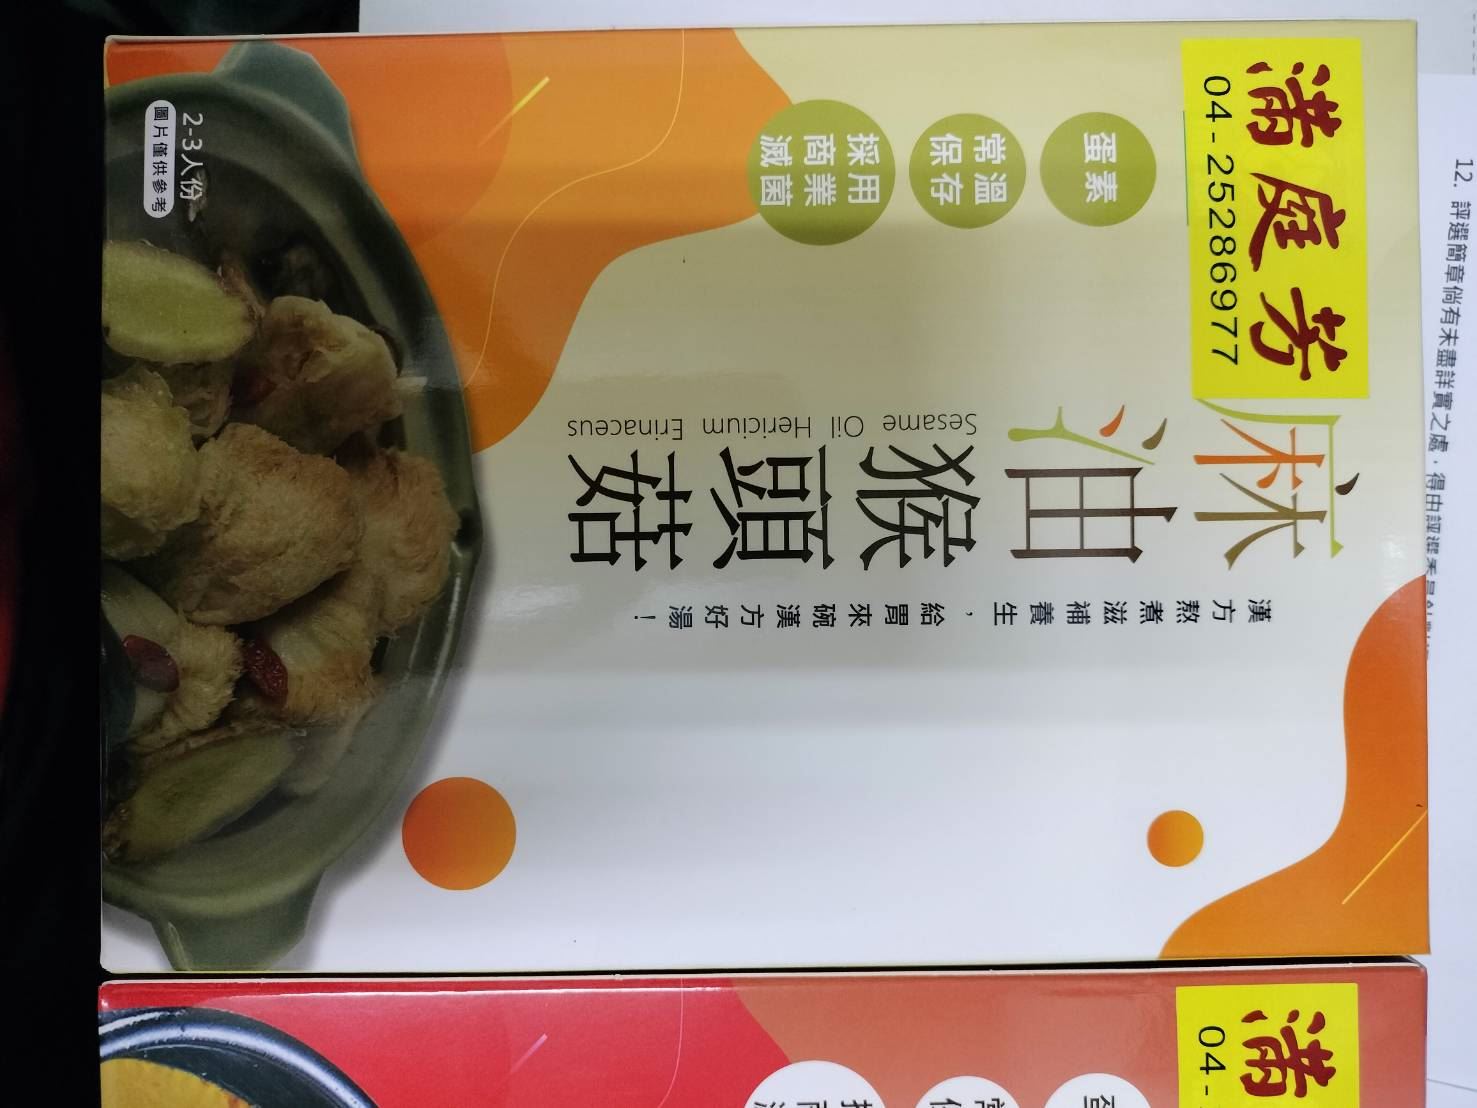 滿庭芳
04-25286977
蛋素
常溫
保存
採用
商業
滅菌
麻油猴頭菇
Sesame Oil Hericium Erinaceus
漢方熬煮滋補養生，給胃來碗漢方好湯！
2-3人份
圖片僅供參考
12. 評選簡章倘有未盡詳實之處，得由評選委員
滿
04-